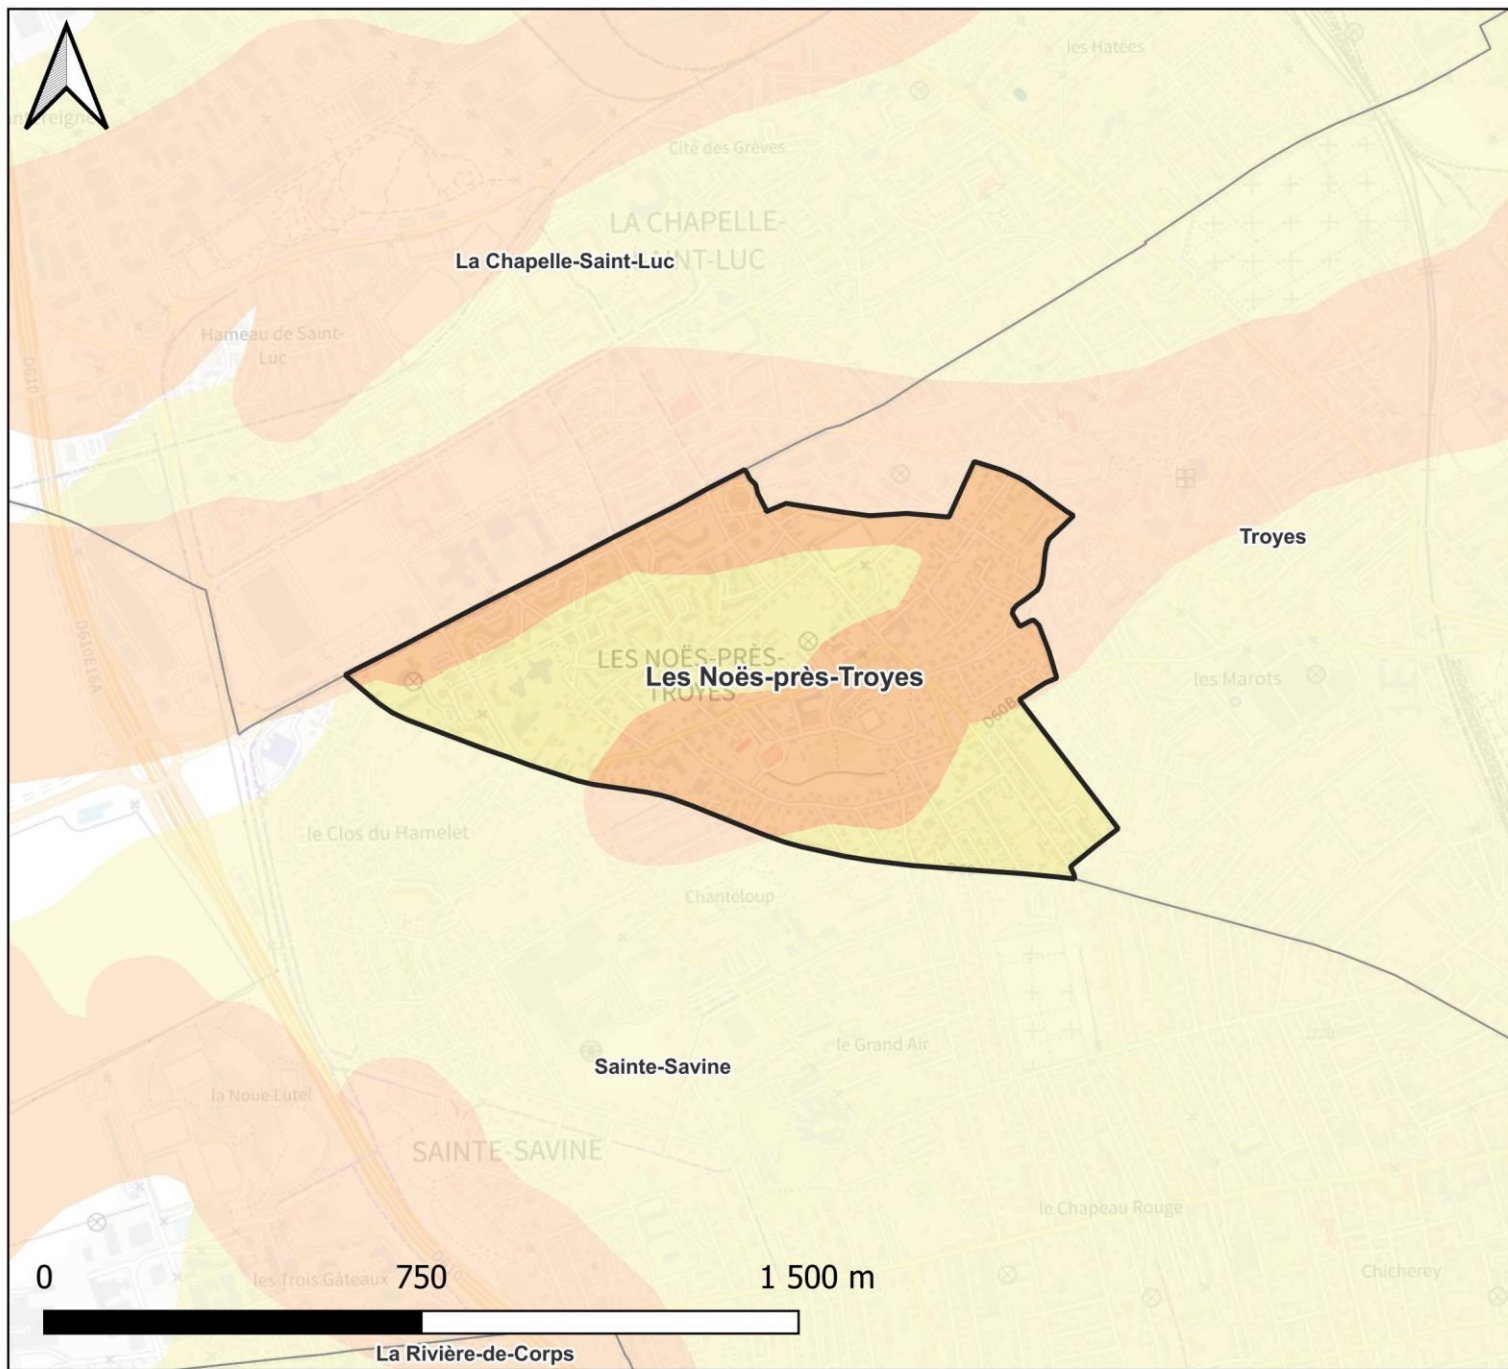 les Hatées
Cité des Grèves
LA CHAPELLE-
La Chapelle-Saint-Luc
NT-LUC
Hameau de Saint-
Luc
D610
Troyes
D610E16A
LES NOËS-PRÈS-
Les Noës-près-Troyes
TROYES
les Marots
D60B
le Clos du Hamelet
Chanteloup
le Grand Air
Sainte-Savine
la Noue Lutel
SAINTE-SAVINE
le Chapeau Rouge
Chicherey
les Trois Gâteaux
0 750 1 500 m
La Rivière-de-Corps